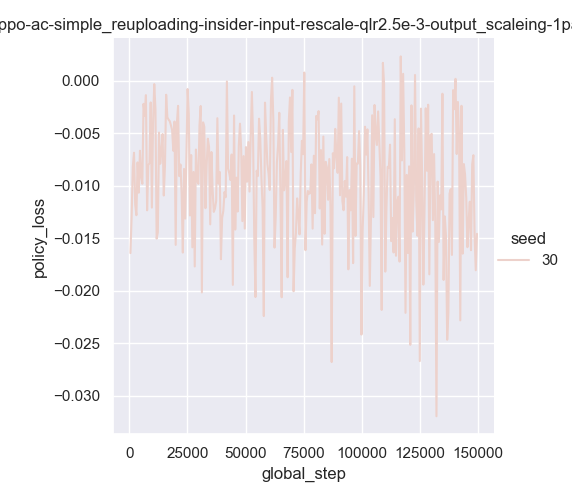 ppo-ac-simple_reuploading-insider-input-rescale-qlr2.5e-3-output_scaleing-1p
policy_loss
0.000
−0.005
−0.010
−0.015
−0.020
−0.025
−0.030
0 25000 50000 75000 100000 125000 150000
global_step
seed
30